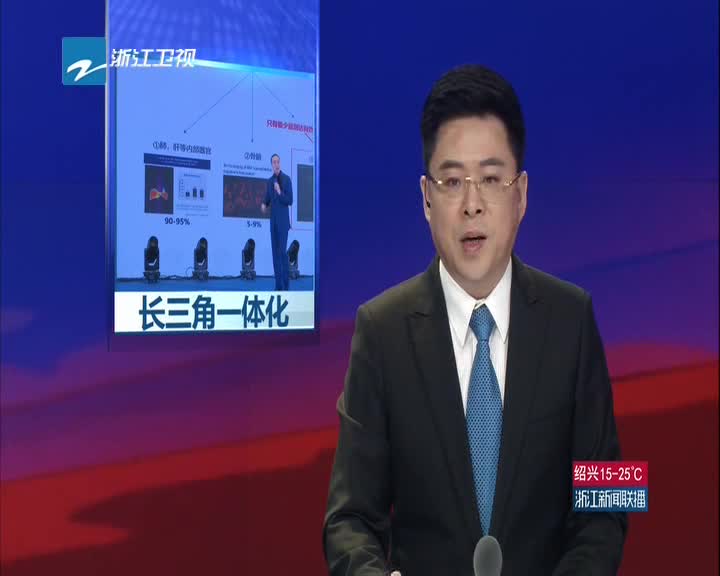 浙江卫视
①肺，肝等内部器官
②骨髓
90-95%
5-9%
长三角一体化
绍兴15-25℃
浙江新闻联播